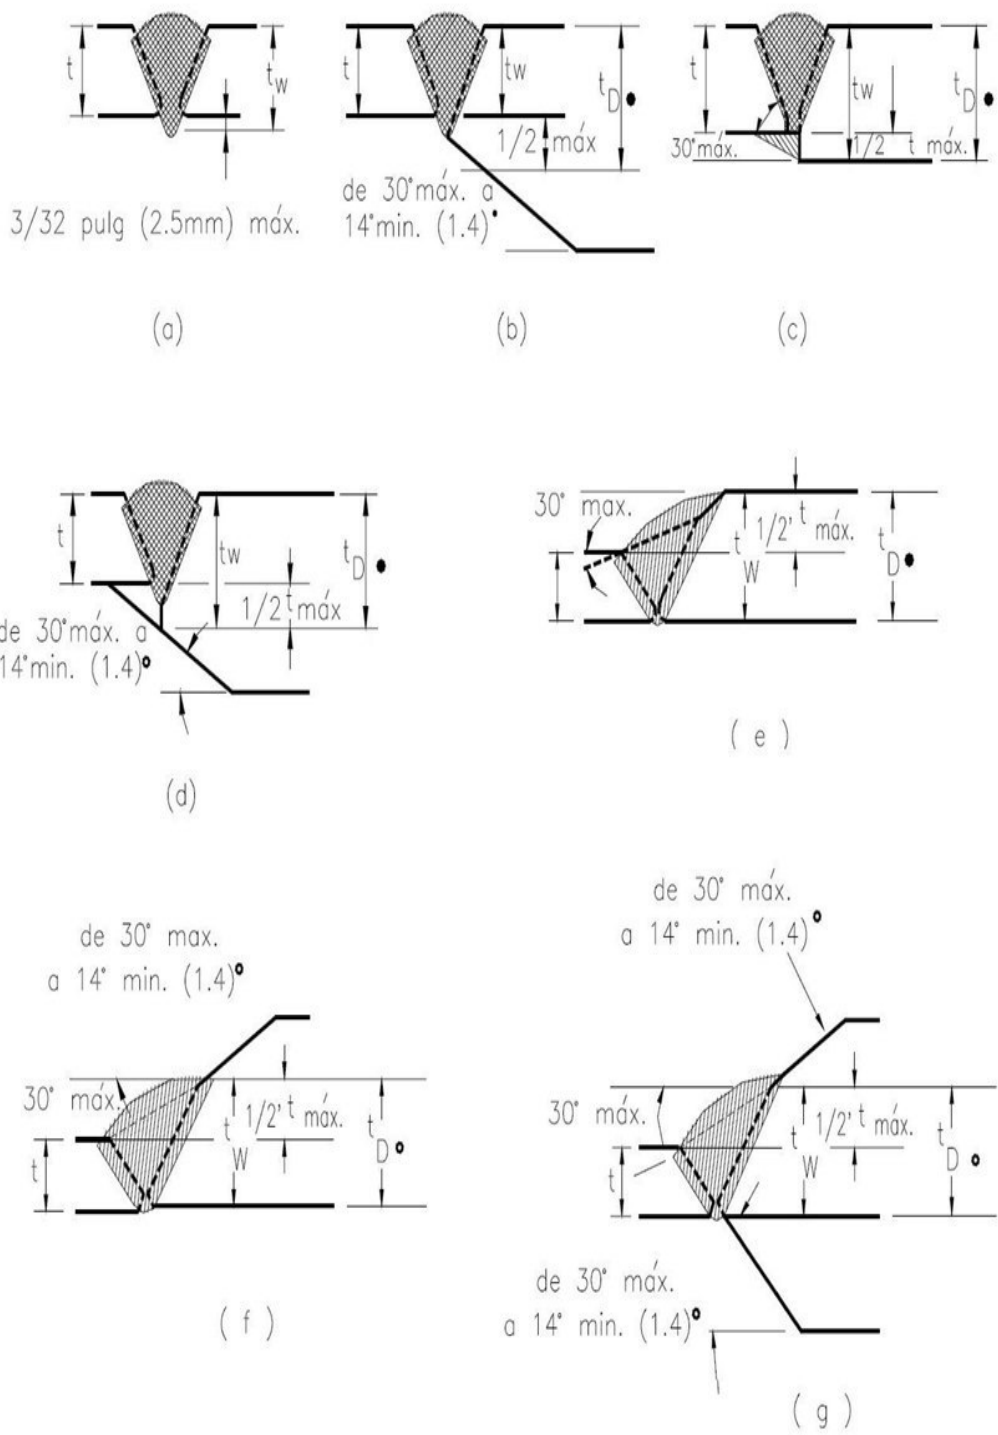 t
t_w
3/32 pulg (2.5mm) máx.
(a)
t
tw
t_D
1/2 máx
de 30°máx. a
14°min. (1.4)°
(b)
t
tw
t_D
30°máx.
1/2 t máx.
(c)
t
tw
t_D
1/2 t máx
de 30°máx. a
14°min. (1.4)°
(d)
30° max.
t_W
1/2' t máx.
t_D
( e )
de 30° max.
a 14° min. (1.4)°
30° máx.
t
t_W
1/2' t máx.
t_D
( f )
de 30° máx.
a 14° min. (1.4)°
30° máx.
t
t_W
1/2' t máx.
t_D
de 30° máx.
a 14° min. (1.4)°
( g )